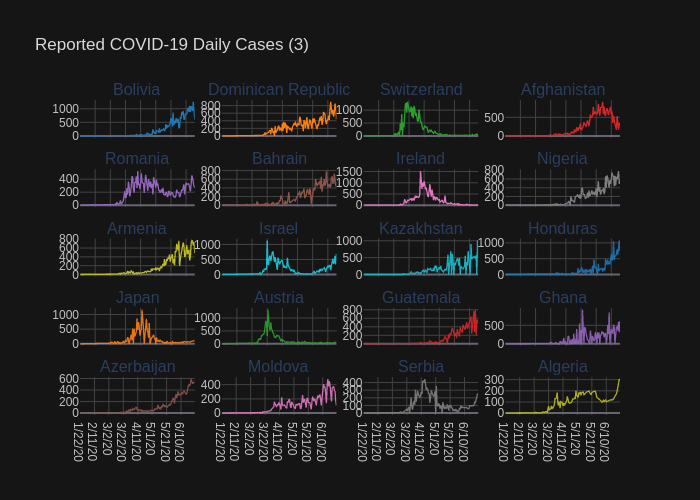 Reported COVID-19 Daily Cases (3)
Bolivia Dominican Republic Switzerland Afghanistan
1000 500 0
800 600 400 200 0
1000 500 0
500 0
Romania Bahrain Ireland Nigeria
400 200 0
800 600 400 200 0
1500 1000 500 0
800 600 400 200 0
Armenia Israel Kazakhstan Honduras
800 600 400 200 0
1000 500 0
1000 500 0
1000 500 0
Japan Austria Guatemala Ghana
1000 500 0
1000 500 0
800 600 400 200 0
500 0
Azerbaijan Moldova Serbia Algeria
600 400 200 0
400 200 0
400 300 200 100 0
300 200 100 0
1/22/20 2/11/20 3/2/20 3/22/20 4/11/20 5/1/20 5/21/20 6/10/20
1/22/20 2/11/20 3/2/20 3/22/20 4/11/20 5/1/20 5/21/20 6/10/20
1/22/20 2/11/20 3/2/20 3/22/20 4/11/20 5/1/20 5/21/20 6/10/20
1/22/20 2/11/20 3/2/20 3/22/20 4/11/20 5/1/20 5/21/20 6/10/20